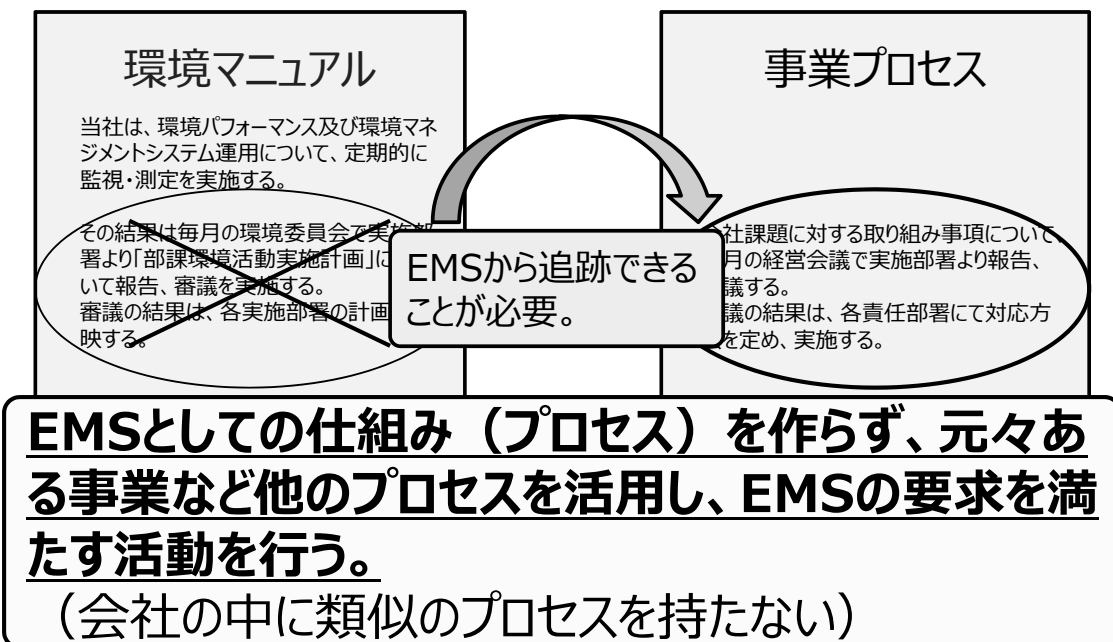 環境マニュアル
当社は、環境パフォーマンス及び環境マネ
ジメントシステム運用について、定期的に
監視・測定を実施する。
その結果は毎月の環境委員会で実施部
署より「部課環境活動実施計画」に
いて報告、審議を実施する。
審議の結果は、各実施部署の計画
映する。
EMSから追跡できる
ことが必要。
事業プロセス
社課題に対する取り組み事項について、
月の経営会議で実施部署より報告、
議する。
議の結果は、各責任部署にて対応方
を定め、実施する。
EMSとしての仕組み（プロセス）を作らず、元々あ
る事業など他のプロセスを活用し、EMSの要求を満
たす活動を行う。
（会社の中に類似のプロセスを持たない）